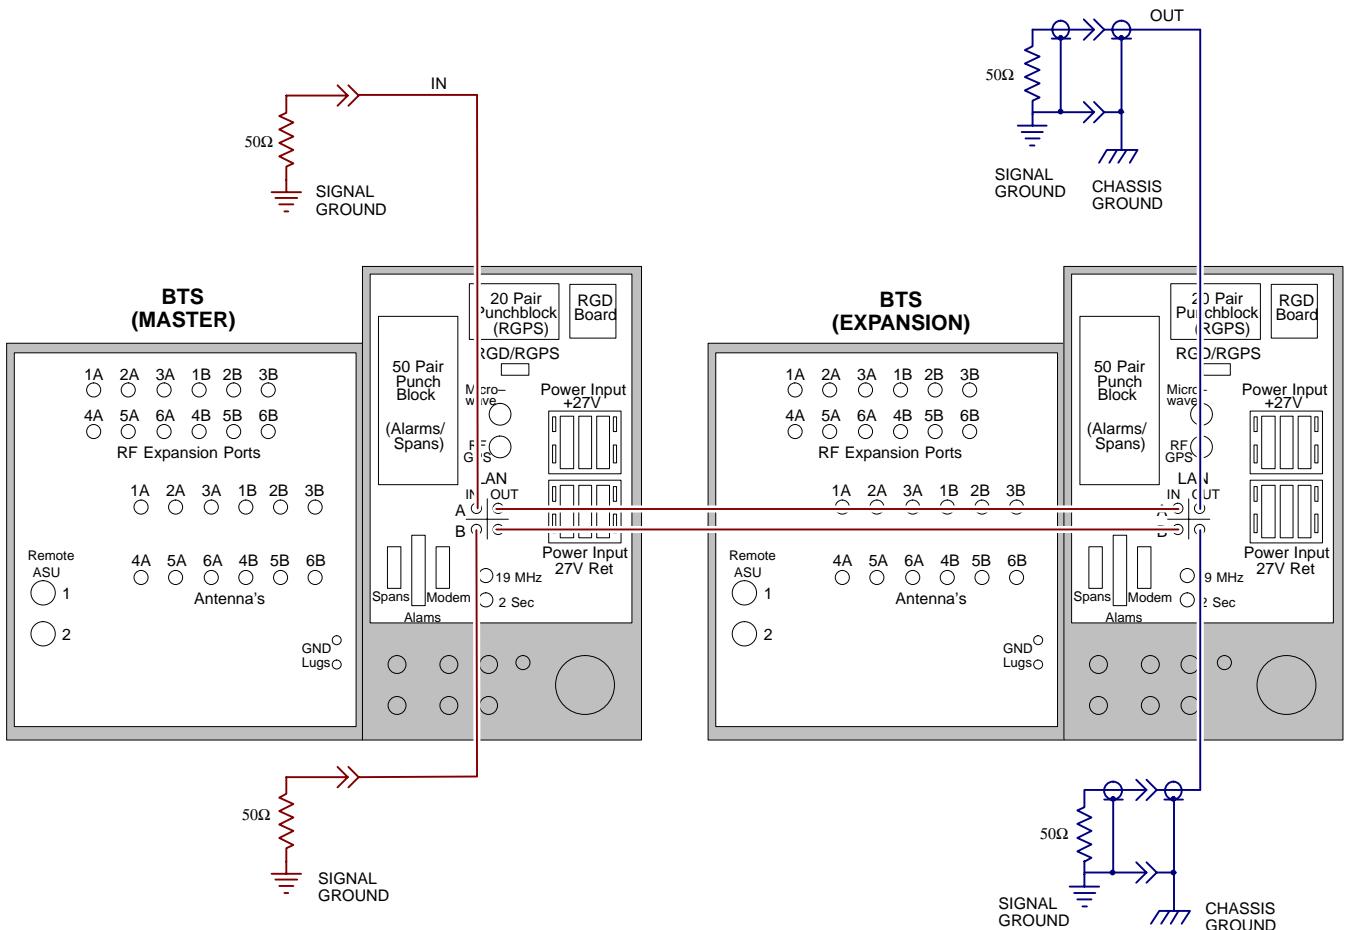 OUT
50Ω
SIGNAL
GROUND
CHASSIS
GROUND
IN
50Ω
SIGNAL
GROUND
BTS
(MASTER)
1A 2A 3A 1B 2B 3B
4A 5A 6A 4B 5B 6B
RF Expansion Ports
1A 2A 3A 1B 2B 3B
4A 5A 6A 4B 5B 6B
Antenna's
Remote
ASU
1
2
GND
Lugs
50 Pair
Punch
Block
(Alarms/
Spans)
20 Pair
Punchblock
(RGPS)
RGD
Board
RGD/RGPS
Micro–
wave
RF
GPS
Power Input
+27V
LAN
IN OUT
A
B
Power Input
27V Ret
19 MHz
2 Sec
Spans
Modem
Alams
50Ω
SIGNAL
GROUND
BTS
(EXPANSION)
1A 2A 3A 1B 2B 3B
4A 5A 6A 4B 5B 6B
RF Expansion Ports
1A 2A 3A 1B 2B 3B
4A 5A 6A 4B 5B 6B
Antenna's
Remote
ASU
1
2
GND
Lugs
50 Pair
Punch
Block
(Alarms/
Spans)
20 Pair
Punchblock
(RGPS)
RGD
Board
RGD/RGPS
Micro–
wave
RF
GPS
Power Input
+27V
LAN
IN OUT
A
B
Power Input
27V Ret
9 MHz
2 Sec
Spans
Modem
Alams
50Ω
SIGNAL
GROUND
CHASSIS
GROUND